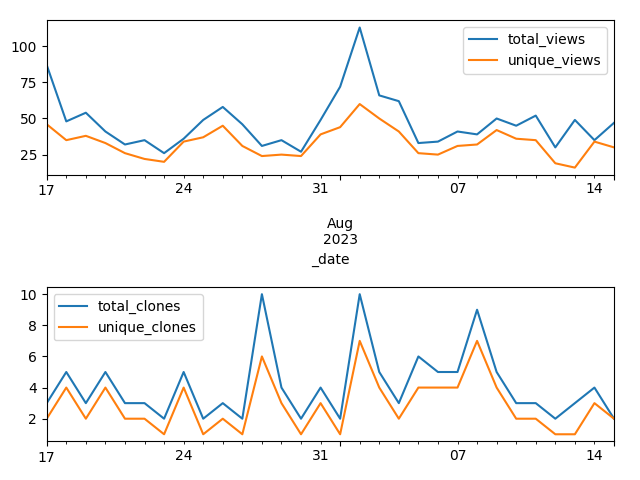 total_views
unique_views
100
75
50
25
17 24 31 07 14
Aug
2023
_date
total_clones
unique_clones
10
8
6
4
2
17 24 31 07 14